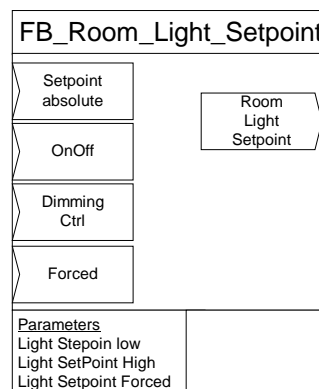 FB_Room_Light_Setpoint
Setpoint
absolute
OnOff
Dimming
Ctrl
Forced
Room
Light
Setpoint
Parameters
Light Stepoin low
Light SetPoint High
Light Setpoint Forced